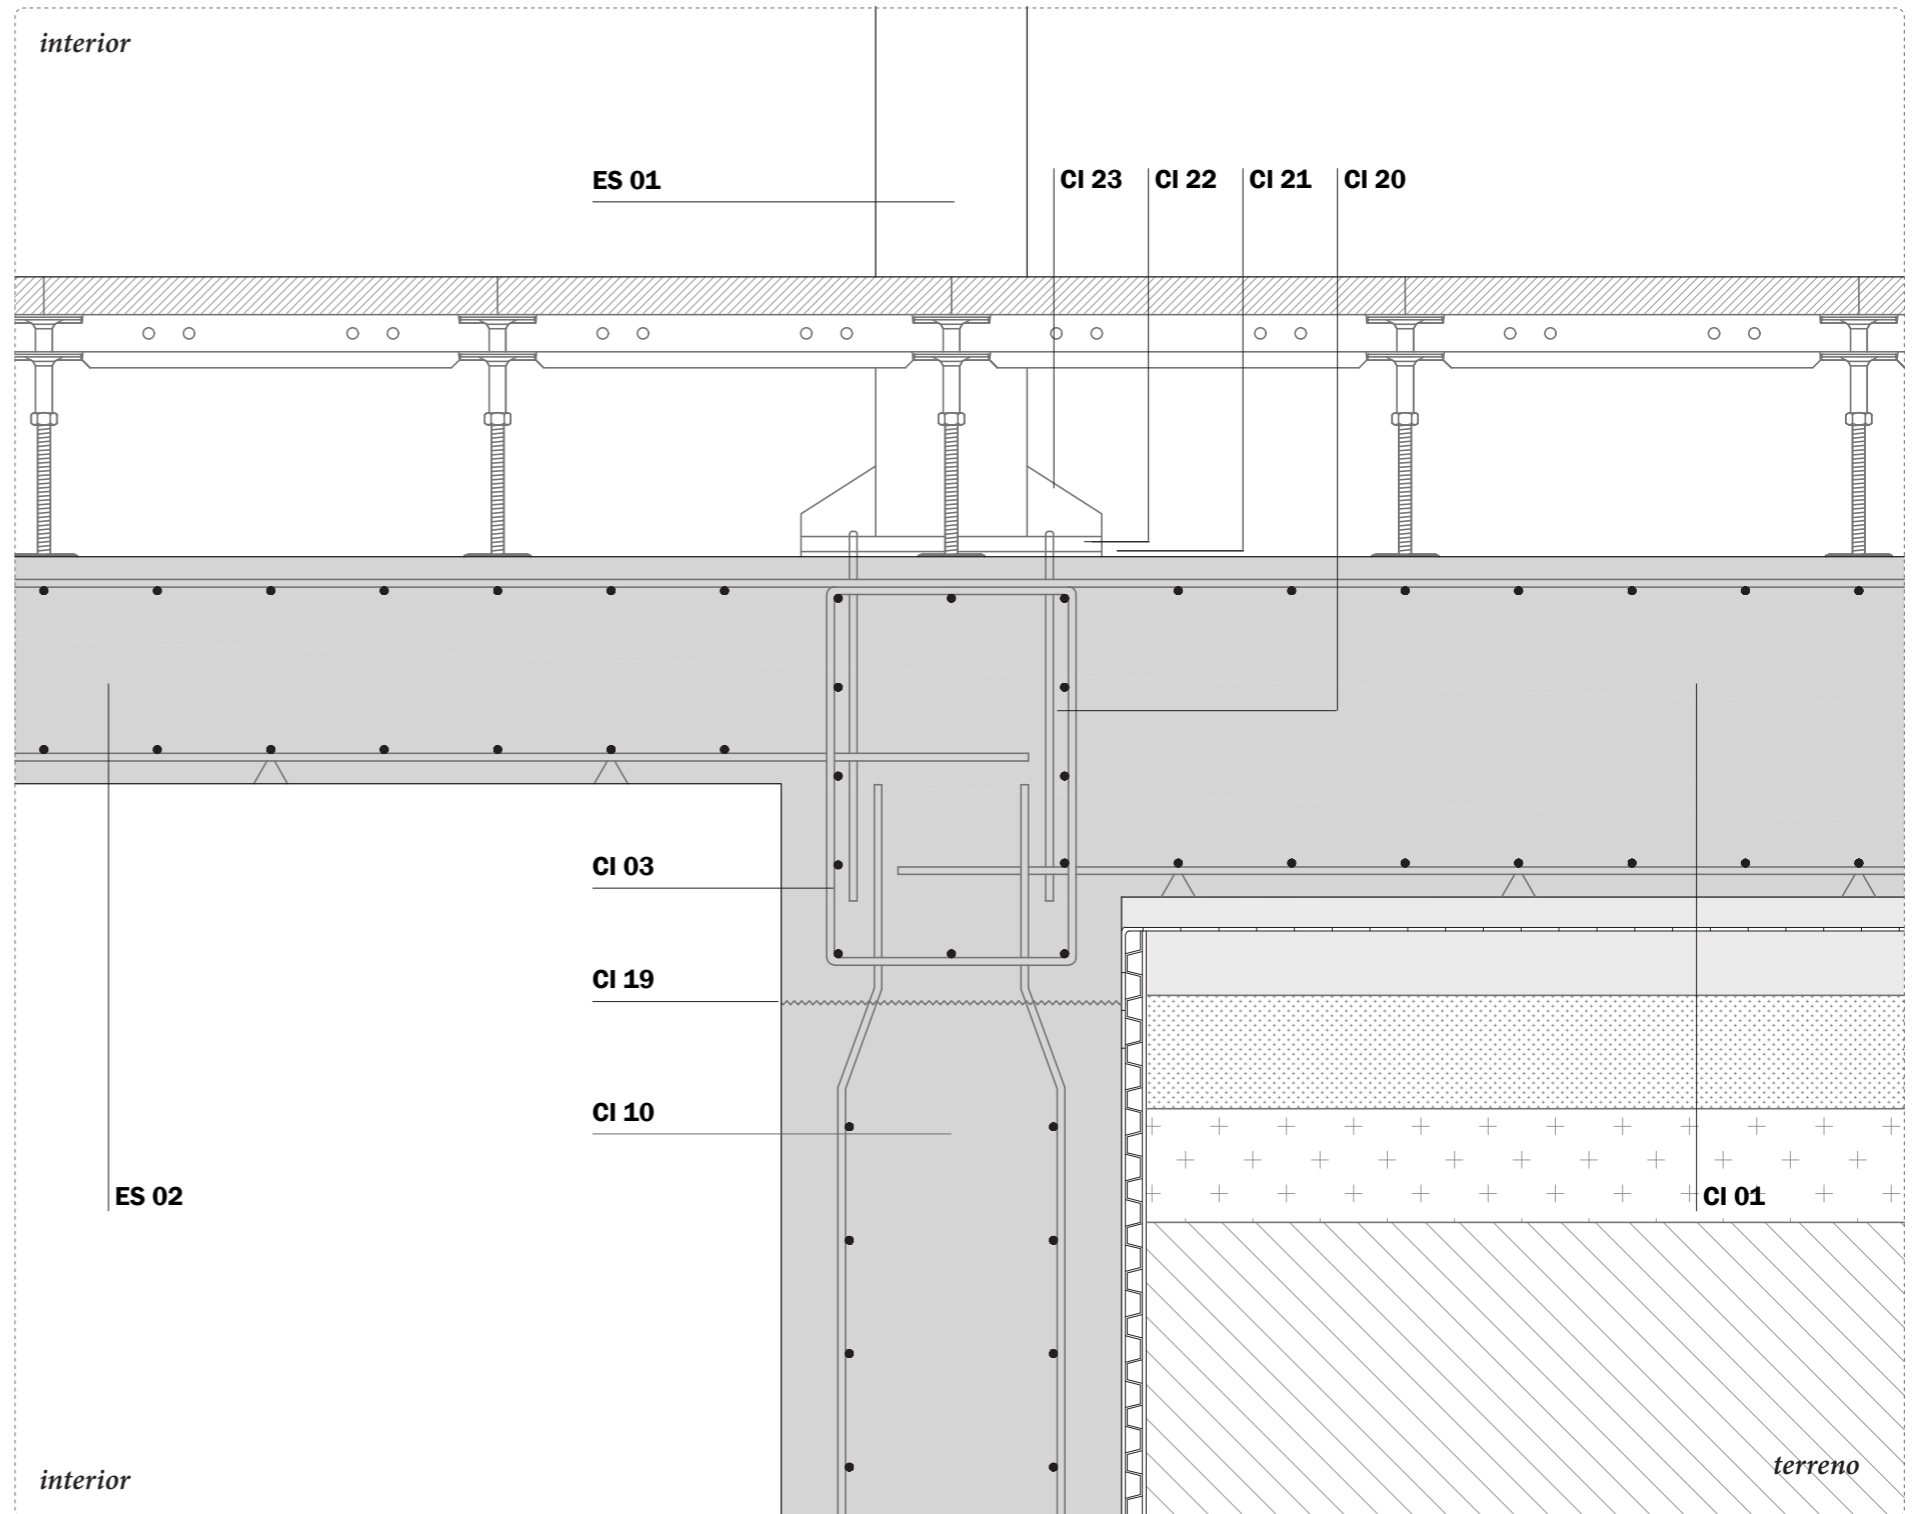 interior
ES 01
CI 23
CI 22
CI 21
CI 20
CI 03
CI 19
CI 10
ES 02
CI 01
interior
terreno